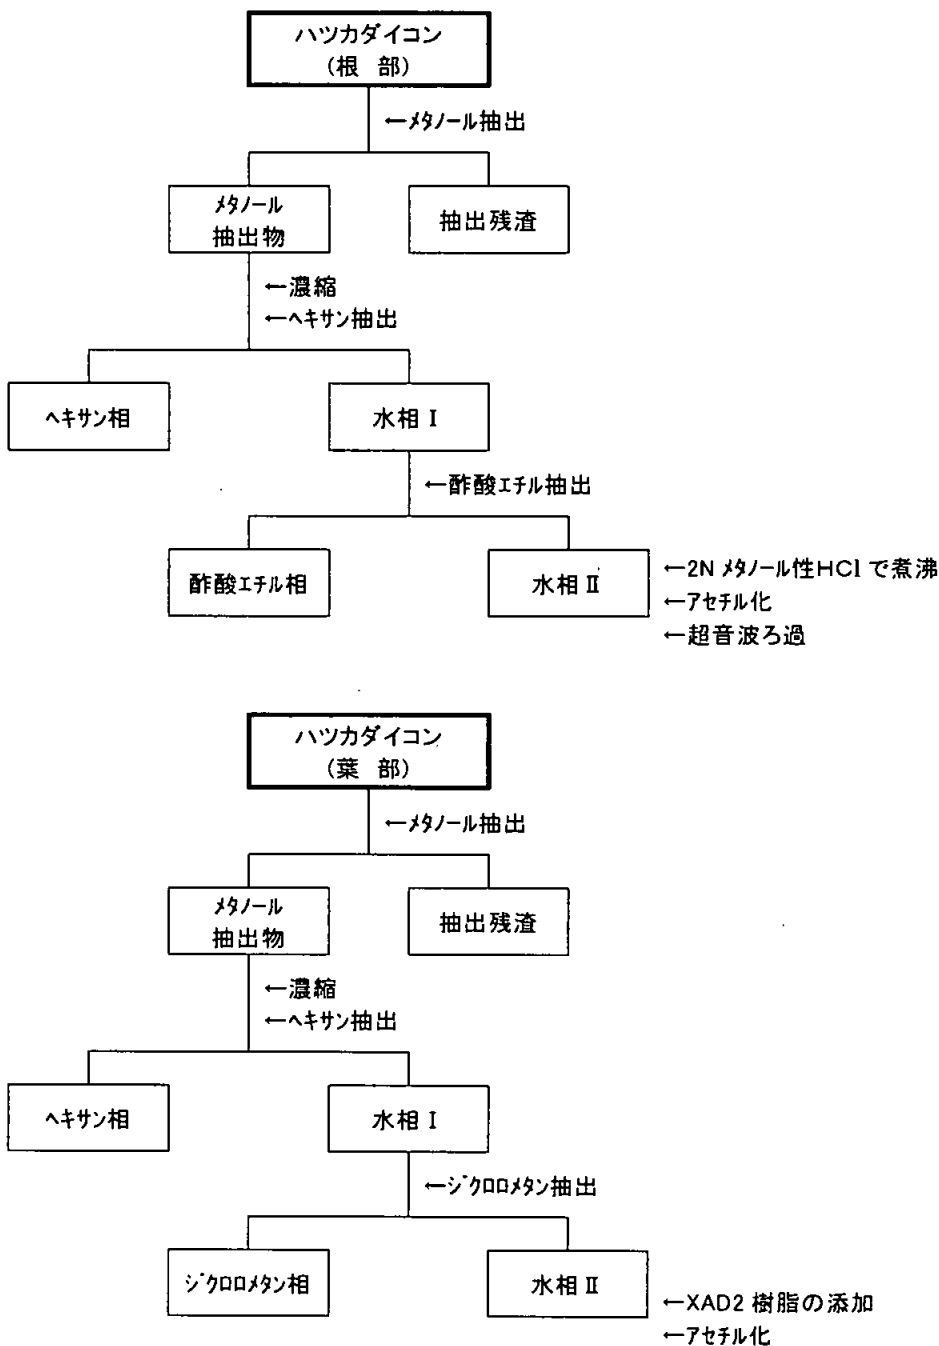 ハツカダイコン
(根 部)
←メタノール抽出
メタノール
抽出物
抽出残渣
←濃縮
←ヘキサン抽出
ヘキサン相
水相 I
←酢酸エチル抽出
酢酸エチル相
水相 II
←2N メタノール性HCl で煮沸
←アセチル化
←超音波ろ過
ハツカダイコン
(葉 部)
←メタノール抽出
メタノール
抽出物
抽出残渣
←濃縮
←ヘキサン抽出
ヘキサン相
水相 I
←ジクロロメタン抽出
ジクロロメタン相
水相 II
←XAD2 樹脂の添加
←アセチル化